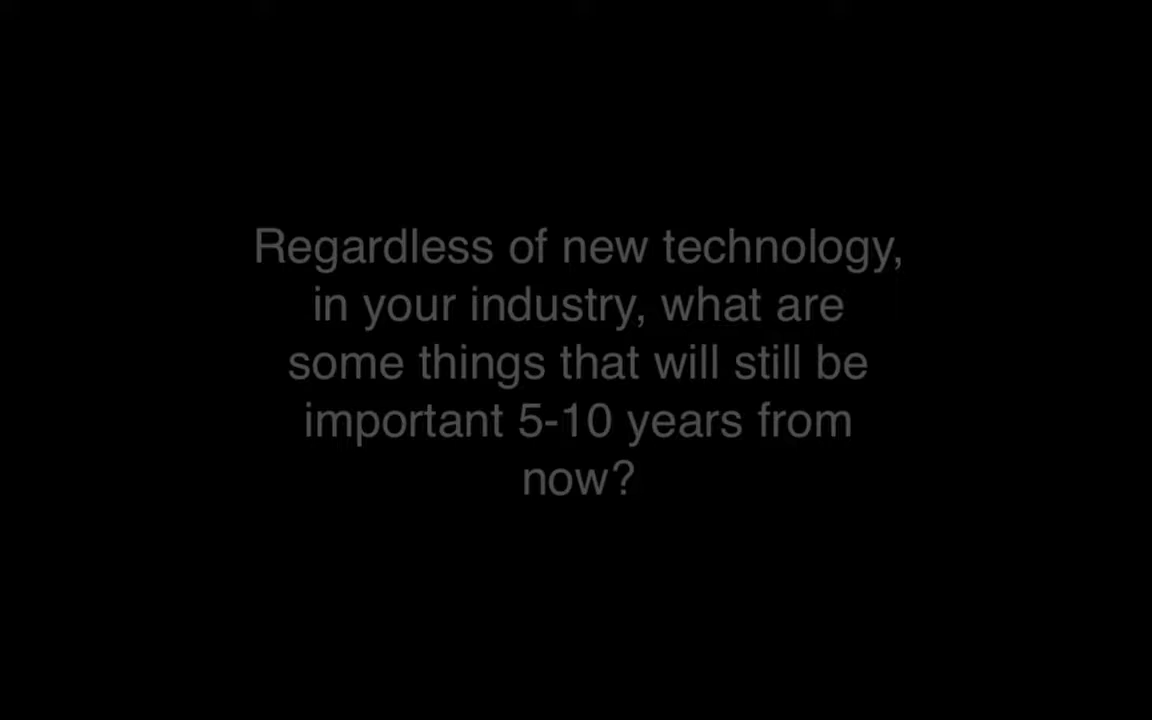 Regardless of new technology,
in your industry, what are
some things that will still be
important 5-10 years from
now?